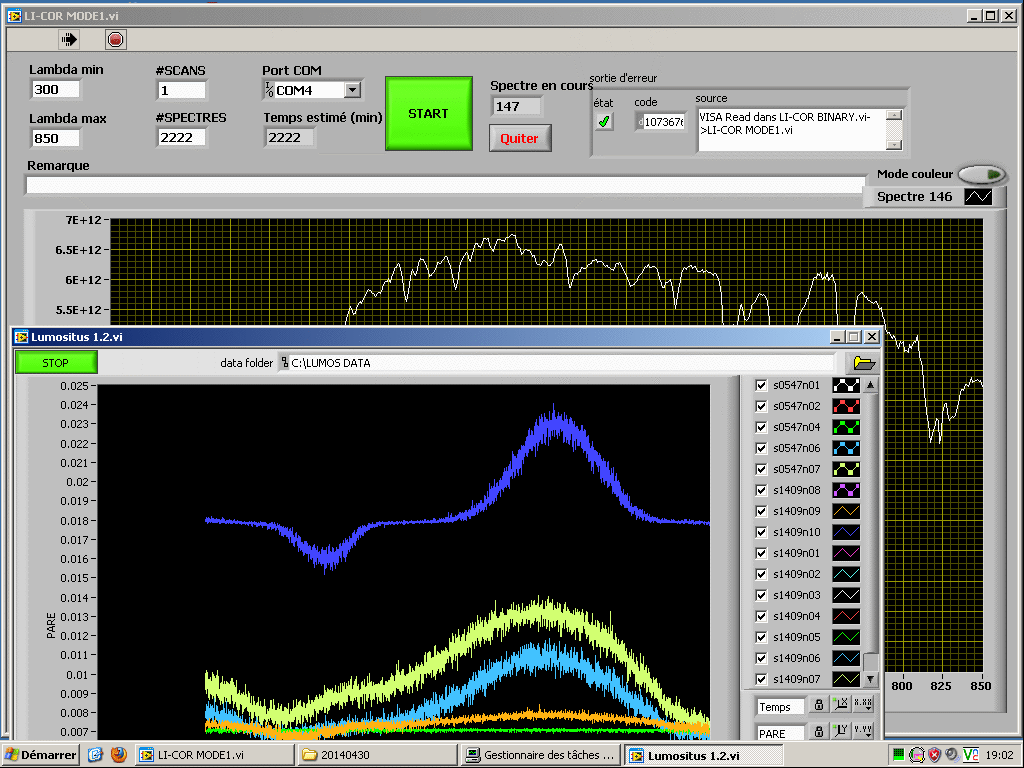 LI-COR MODE1.vi
Lambda min
300
Lambda max
850
#SCANS
1
#SPECTRES
2222
Port COM
COM4
Temps estimé (min)
2222
START
Spectre en cours
147
Quiter
sortie d'erreur
état
code
1073676
source
VISA Read dans LI-COR BINARY.vi-
>LI-COR MODE1.vi
Remarque
Mode couleur
Spectre 146
7E+12
6.5E+12
6E+12
5.5E+12
800 825 850
Lumositus 1.2.vi
STOP
data folder
C:\LUMOS DATA
0.025
0.024
0.023
0.022
0.021
0.02
0.019
0.018
0.017
0.016
0.015
0.014
0.013
0.012
0.011
0.01
0.009
0.008
0.007
PARE
s0547n01
s0547n02
s0547n04
s0547n06
s0547n07
s1409n08
s1409n09
s1409n10
s1409n01
s1409n02
s1409n03
s1409n04
s1409n05
s1409n06
s1409n07
Temps
X
X.XX
PARE
Y
Y.YY
Démarrer
LI-COR MODE1.vi
20140430
Gestionnaire des tâches ...
Lumositus 1.2.vi
19:02